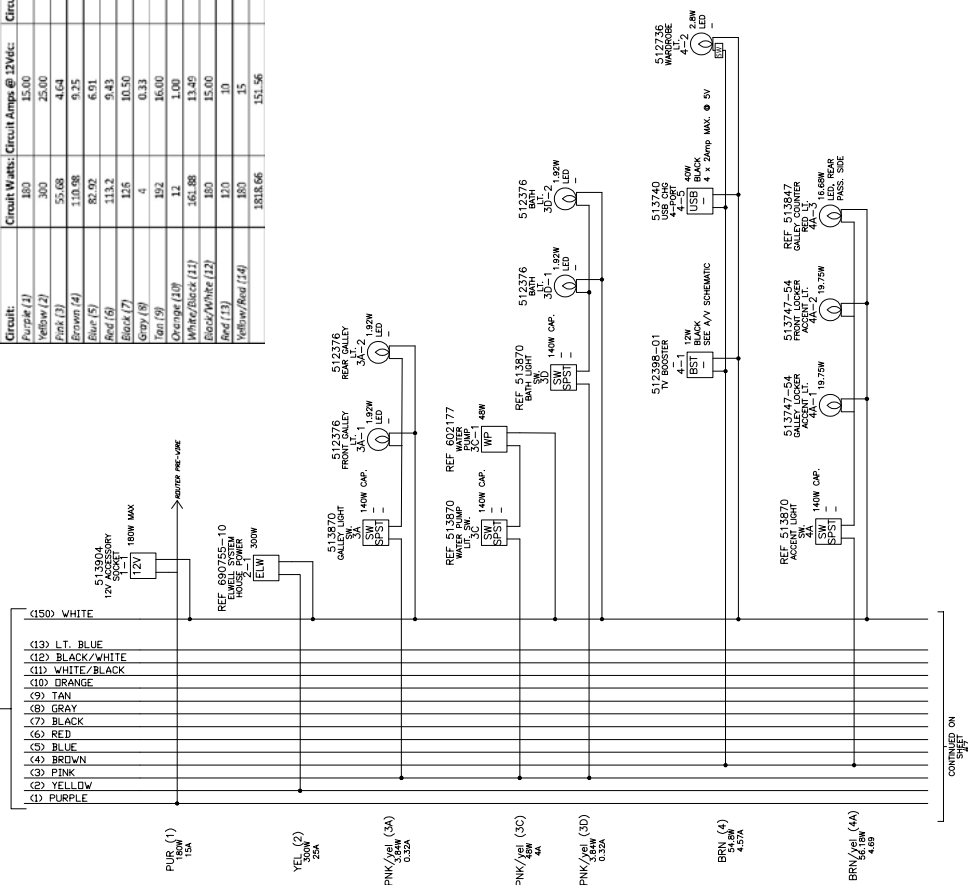 Circuit: Circuit Watts: Circuit Amps @ 12Vdc:
Purple (1) 180 15.00
Yellow (2) 300 25.00
Pink (3) 55.68 4.64
Brown (4) 110.98 9.25
Blue (5) 82.92 6.91
Red (6) 113.2 9.43
Black (7) 126 10.50
Gray (8) 4 0.33
Tan (9) 192 16.00
Orange (10) 12 1.00
White/Black (11) 161.88 13.49
Black/White (12) 180 15.00
Red (13) 120 10
Yellow/Red (14) 180 15
1818.66 151.56
(150) WHITE
(13) LT. BLUE
(12) BLACK/WHITE
(11) WHITE/BLACK
(10) ORANGE
(9) TAN
(8) GRAY
(7) BLACK
(6) RED
(5) BLUE
(4) BROWN
(3) PINK
(2) YELLOW
(1) PURPLE
PUR (1)
180W
15A
513904
12V ACCESSORY
SOCKET
1-1
12V
180W MAX
ROUTER PRE-WIRE
YEL (2)
300W
25A
REF 690755-10
ELWELL SYSTEM
HOUSE POWER
2-1
ELW
300W
PNK/yel (3A)
3.84W
0.32A
513870
GALLEY LIGHT
SW.
3A
SW
SPST
140W CAP.
-
-
512376
FRONT GALLEY
LT.
3A-1
1.92W
LED
-
512376
REAR GALLEY
LT.
3A-2
1.92W
LED
-
PNK/yel (3C)
48W
4A
REF 513870
WATER PUMP
LIT. SW.
3C
SW
SPST
140W CAP.
-
-
REF 602177
WATER
PUMP
3C-1
WP
48W
PNK/yel (3D)
3.84W
0.32A
REF 513870
BATH LIGHT
SW.
3D
SW
SPST
140W CAP.
-
-
512376
BATH
LT.
3D-1
1.92W
LED
-
512376
BATH
LT.
3D-2
1.92W
LED
-
BRN (4)
54.8W
4.57A
512398-01
TV BOOSTER
-
4-1
BST
-
12W
BLACK
SEE A/V SCHEMATIC
513740
USB CHG
4-PORT
4-5
USB
-
40W
BLACK
4 x 2Amp MAX. @ 5V
512736
WARDROBE
LT.
4-2
SW
2.8W
LED
-
BRN/yel (4A)
56.18W
4.69
REF 513870
ACCENT LIGHT
SW.
4A
SW
SPST
140W CAP.
-
-
513747-54
GALLEY LOCKER
ACCENT LT.
4A-1
19.75W
513747-54
FRONT LOCKER
ACCENT LT.
4A-2
19.75W
REF 513847
GALLEY COUNTER
RED LT.
4A-3
16.68W
LED, REAR
PASS. SIDE
CONTINUED ON
SHEET